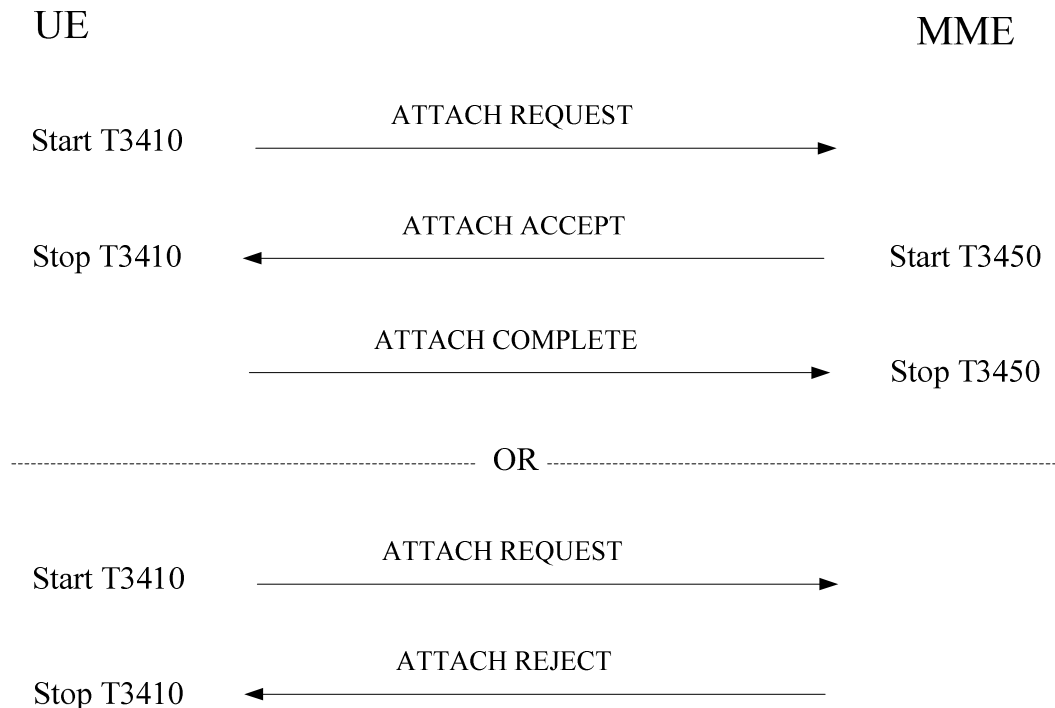 UE
MME
ATTACH REQUEST
Start T3410
ATTACH ACCEPT
Stop T3410
Start T3450
ATTACH COMPLETE
Stop T3450
OR
ATTACH REQUEST
Start T3410
ATTACH REJECT
Stop T3410